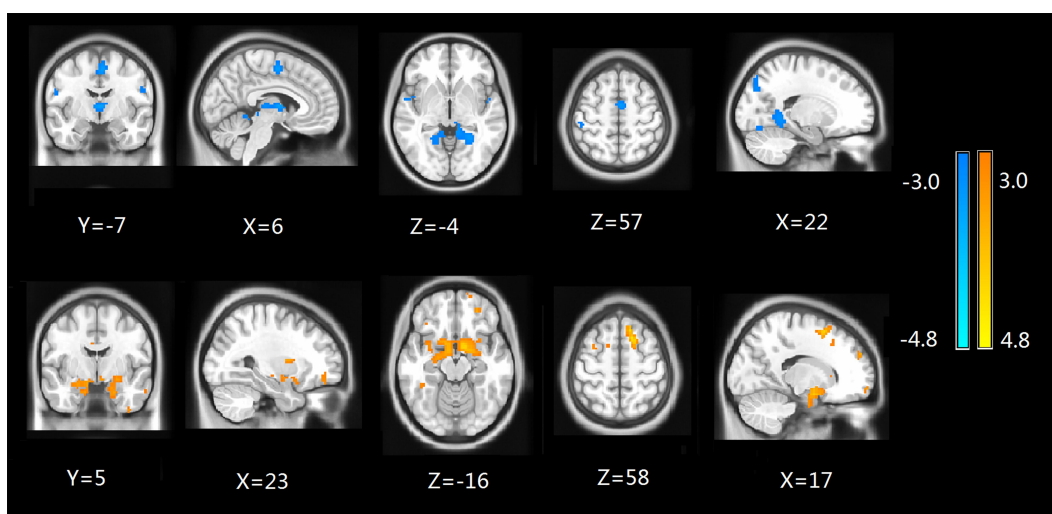 Y=-7
X=6
Z=-4
Z=57
X=22
-3.0
3.0
-4.8
4.8
Y=5
X=23
Z=-16
Z=58
X=17